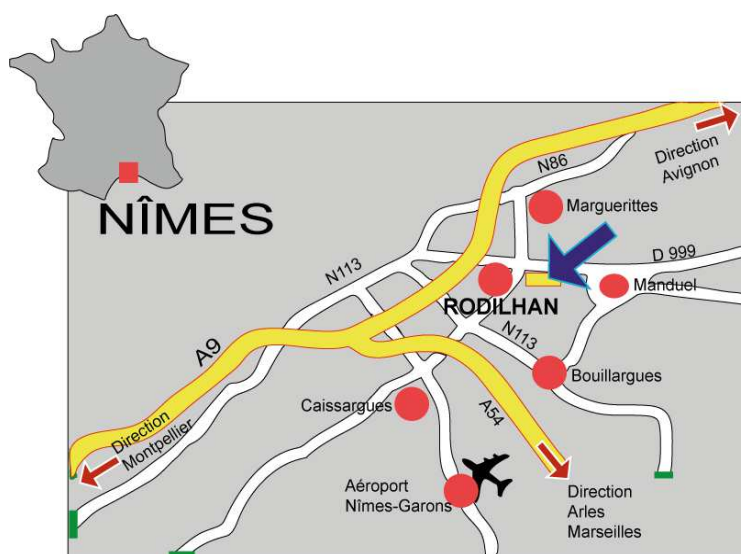 N86
Direction
Avignon
Marguerittes
NÎMES
N113
D 999
Manduel
RODILHAN
N113
A9
Bouillargues
Caissargues
A54
Direction
Montpellier
Aéroport
Nîmes-Garons
Direction
Arles
Marseilles